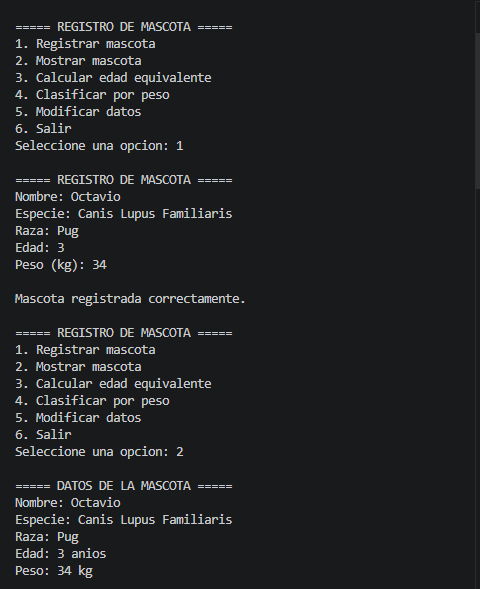 ===== REGISTRO DE MASCOTA =====
1. Registrar mascota
2. Mostrar mascota
3. Calcular edad equivalente
4. Clasificar por peso
5. Modificar datos
6. Salir
Seleccione una opcion: 1
===== REGISTRO DE MASCOTA =====
Nombre: Octavio
Especie: Canis Lupus Familiaris
Raza: Pug
Edad: 3
Peso (kg): 34
Mascota registrada correctamente.
===== REGISTRO DE MASCOTA =====
1. Registrar mascota
2. Mostrar mascota
3. Calcular edad equivalente
4. Clasificar por peso
5. Modificar datos
6. Salir
Seleccione una opcion: 2
===== DATOS DE LA MASCOTA =====
Nombre: Octavio
Especie: Canis Lupus Familiaris
Raza: Pug
Edad: 3 anios
Peso: 34 kg